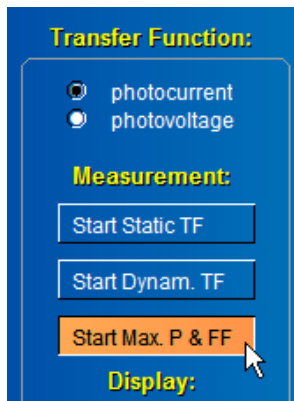 Transfer Function:
photocurrent
photovoltage
Measurement:
Start Static TF
Start Dynam. TF
Start Max. P & FF
Display: